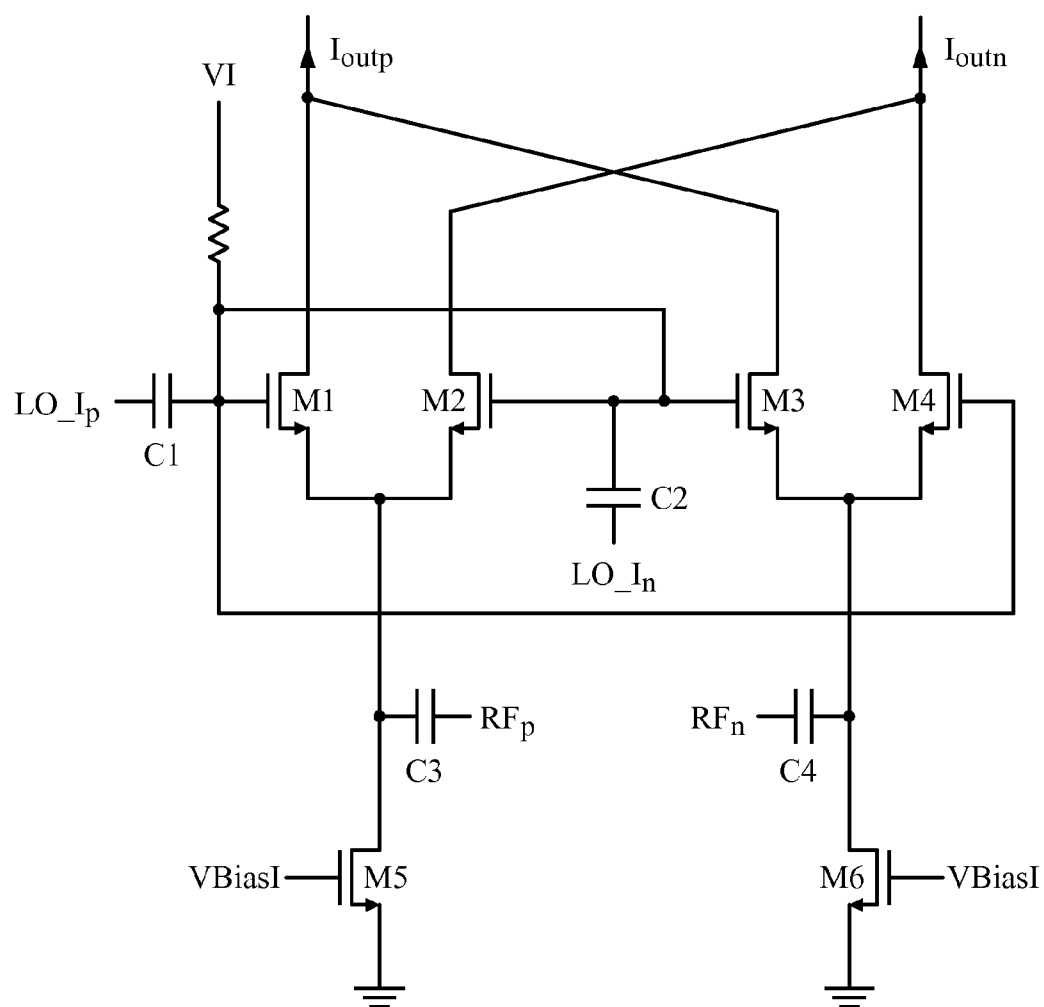 I_outp
I_outn
VI
M1
M2
M3
M4
LO_I_p
C1
C2
LO_I_n
RF_p
RF_n
C3
C4
VBiasI
M5
M6
VBiasI